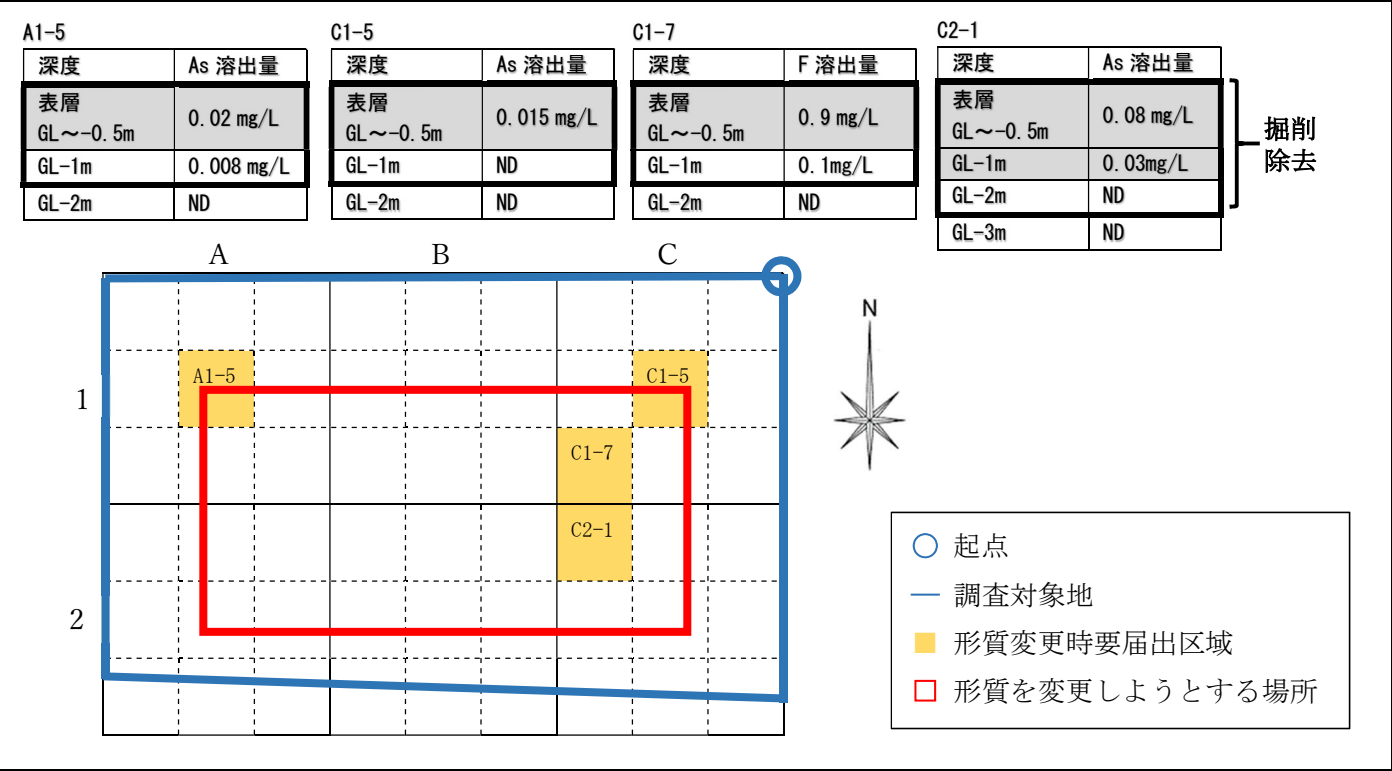 A1-5
深度 As 溶出量
表層
GL～-0.5m 0.02 mg/L
GL-1m 0.008 mg/L
GL-2m ND
C1-5
深度 As 溶出量
表層
GL～-0.5m 0.015 mg/L
GL-1m ND
GL-2m ND
C1-7
深度 F 溶出量
表層
GL～-0.5m 0.9 mg/L
GL-1m 0.1mg/L
GL-2m ND
C2-1
深度 As 溶出量
表層
GL～-0.5m 0.08 mg/L
GL-1m 0.03mg/L
GL-2m ND
GL-3m ND
掘削
除去
A B C
1
2
A1-5
C1-5
C1-7
C2-1
N
起点
調査対象地
形質変更時要届出区域
形質を変更しようとする場所